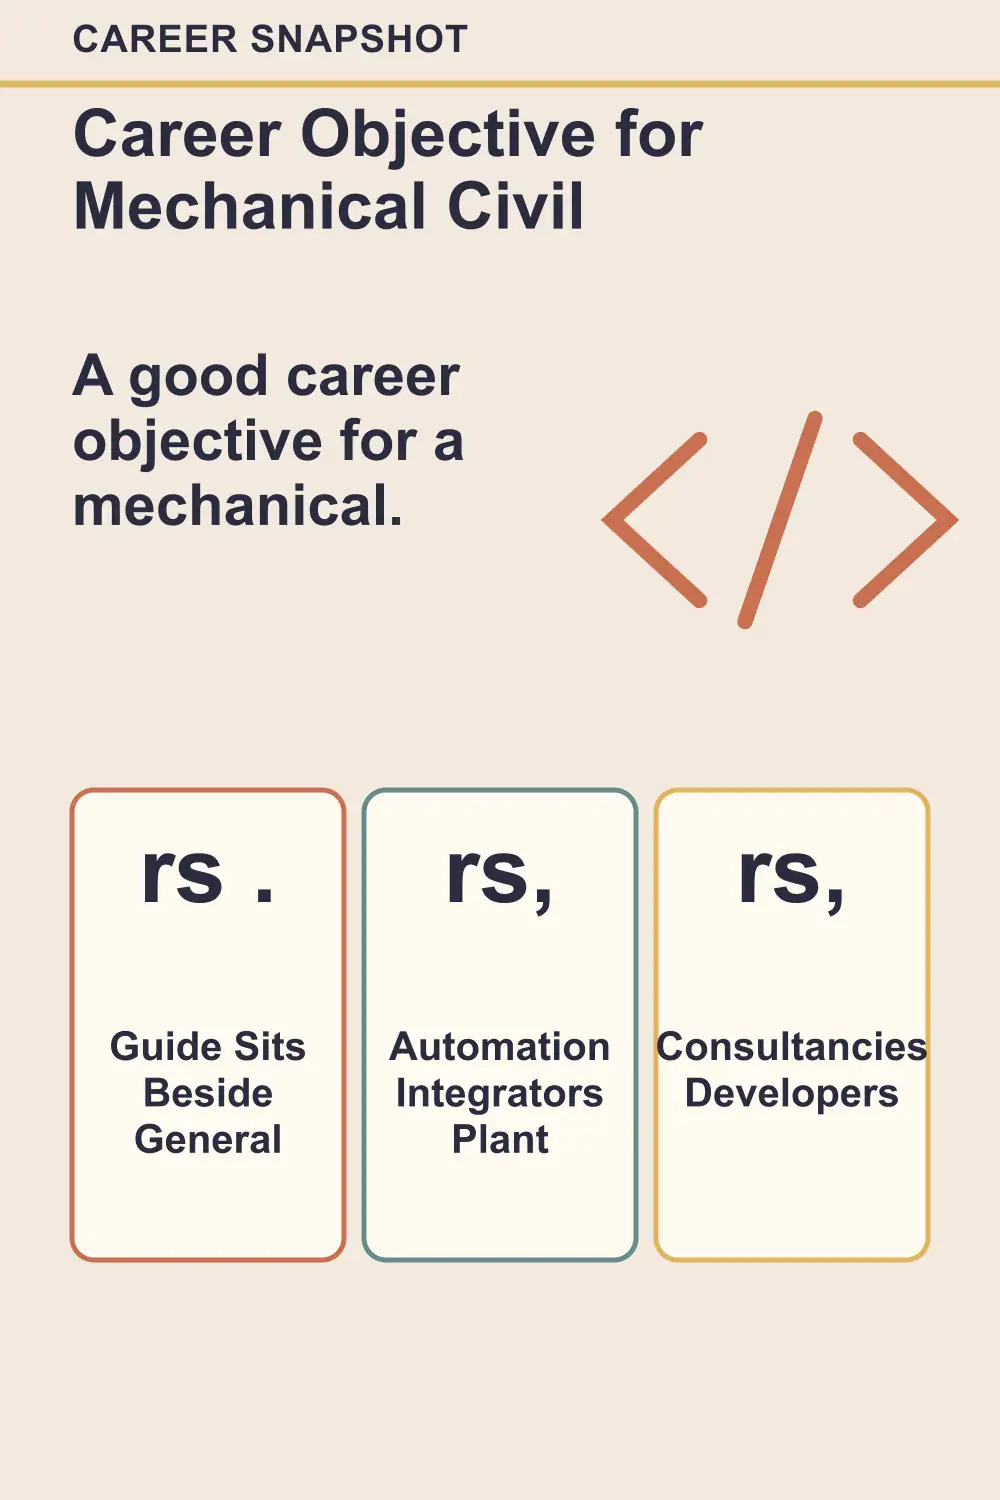 CAREER SNAPSHOT
Career Objective for
Mechanical Civil
A good career
objective for a
mechanical.
rs .
Guide Sits
Beside
General
rs,
Automation
Integrators
Plant
rs,
Consultancies
Developers